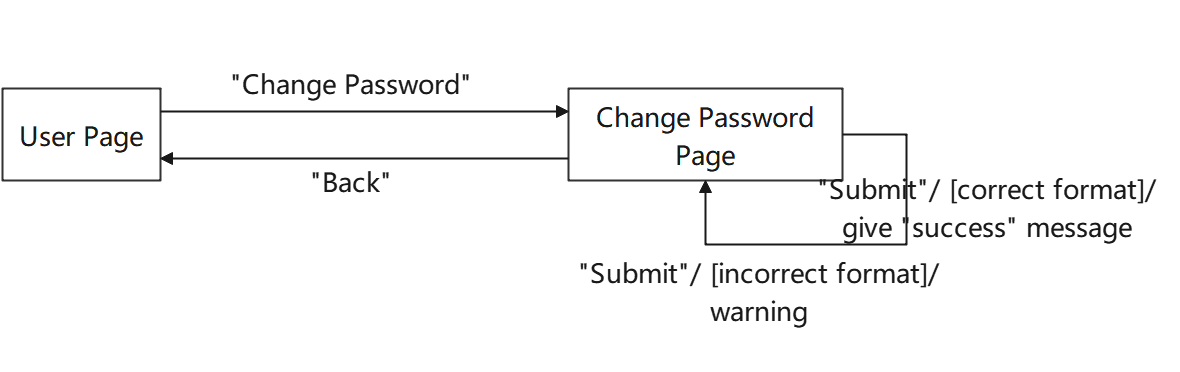 "Change Password"
User Page
Change Password
Page
"Back"
"Submit"/ [correct format]/
give "success" message
"Submit"/ [incorrect format]/
warning